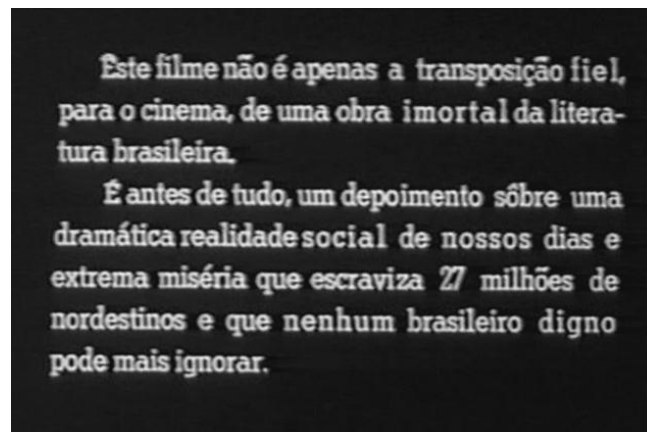 Êste filme não é apenas a transposição fiel,
para o cinema, de uma obra imortal da litera-
tura brasileira.
É antes de tudo, um depoimento sôbre uma
dramática realidade social de nossos dias e
extrema miséria que escraviza 27 milhões de
nordestinos e que nenhum brasileiro digno
pode mais ignorar.